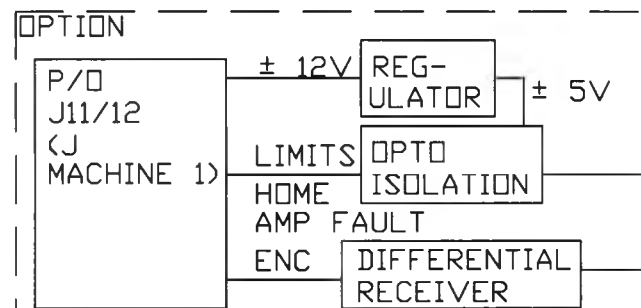 OPTION
P/O
J11/12
(J
MACHINE 1)
± 12V
REG-
ULATOR
± 5V
LIMITS
HOME
AMP FAULT
OPTO
ISOLATION
ENC
DIFFERENTIAL
RECEIVER